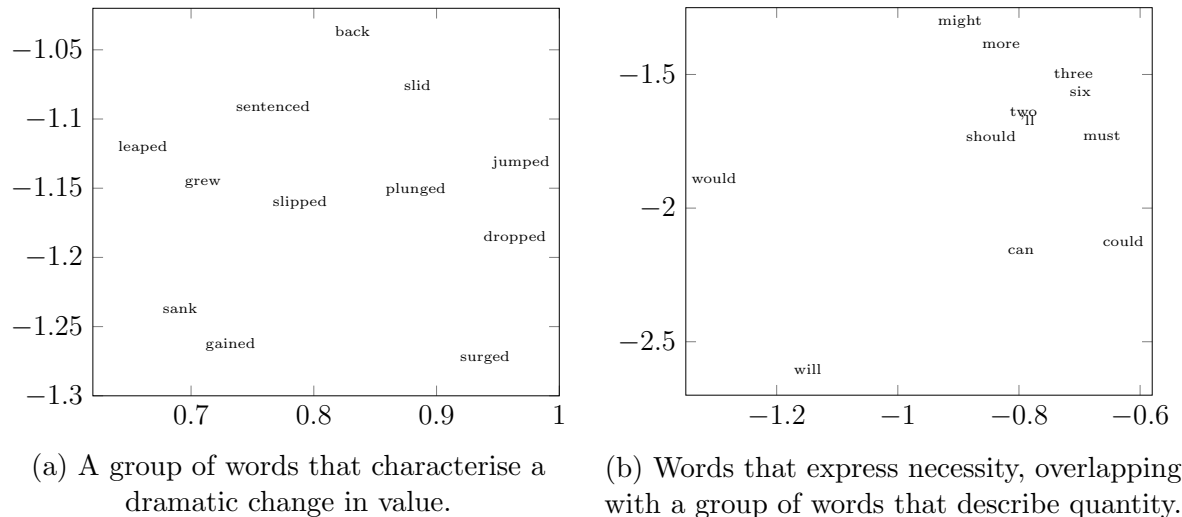 back
slid
sentenced
leaped
jumped
grew
plunged
slipped
dropped
sank
gained
surged
−1.05
−1.1
−1.15
−1.2
−1.25
−1.3
0.7 0.8 0.9 1
(a) A group of words that characterise a
dramatic change in value.
might
more
three
six
two
ll
should
must
would
could
can
will
−1.5
−2
−2.5
−1.2 −1 −0.8 −0.6
(b) Words that express necessity, overlapping
with a group of words that describe quantity.